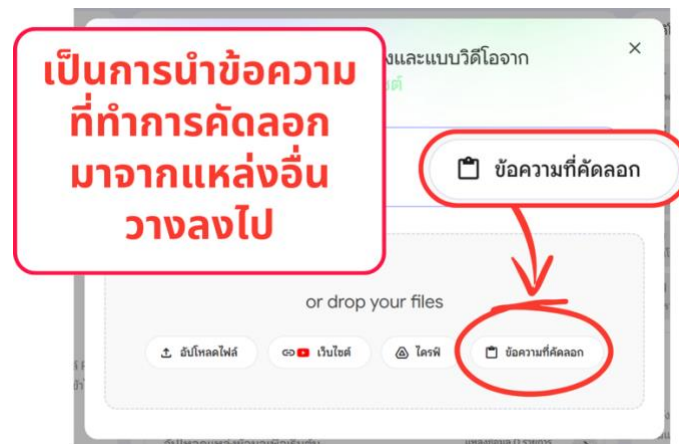 เป็นการนำข้อความ
ที่ทำการคัดลอก
มาจากแหล่งอื่น
วางลงไป
และแบบวิดีโอจาก
ข้อความที่คัดลอก
or drop your files
อัปโหลดไฟล์ เว็บไซต์ ไดรฟ์ ข้อความที่คัดลอก